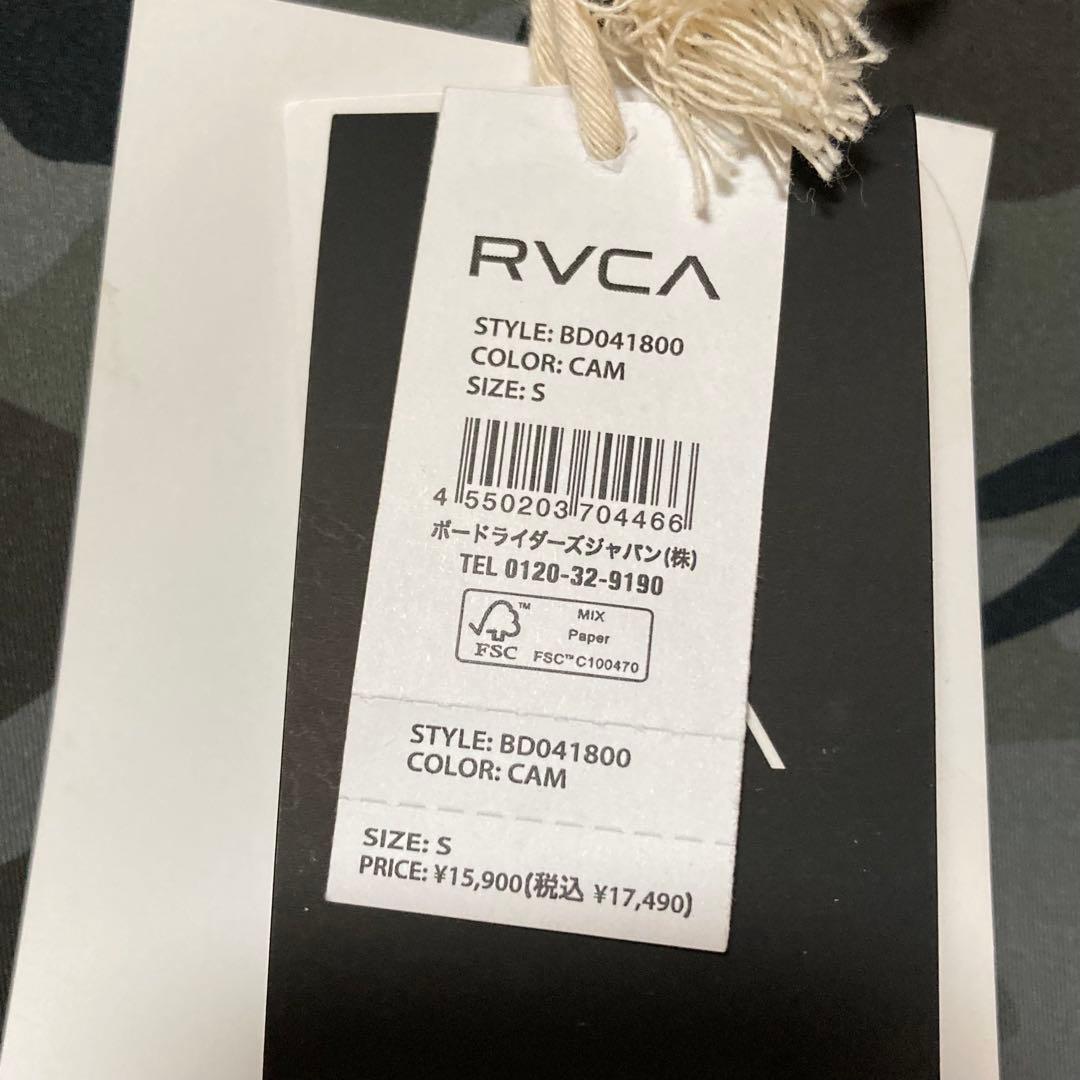 RVCA
STYLE: BD041800
COLOR: CAM
SIZE: S
4 550203 704466
ボードライダーズジャパン(株)
TEL 0120-32-9190
FSC™
MIX
Paper
FSC™ C100470
STYLE: BD041800
COLOR: CAM
SIZE: S
PRICE: ¥15,900(税込 ¥17,490)